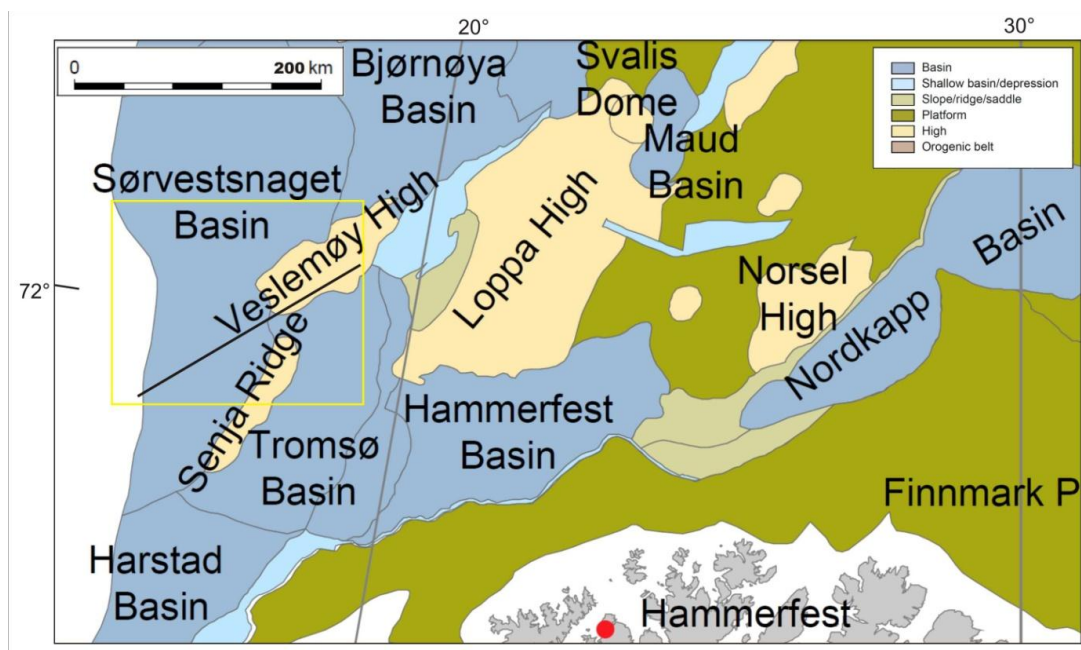 20°
30°
0
200 km
Bjørnøya
Basin
Svalis
Dome
Basin
Shallow basin/depression
Slope/ridge/saddle
Platform
High
Orogenic belt
Maud
Basin
Sørvestsnaget
Basin
Veslemøy High
Loppa High
Basin
72°
Norsel
High
Nordkapp
Senja Ridge
Hammerfest
Basin
Tromsø
Basin
Finnmark P
Harstad
Basin
Hammerfest